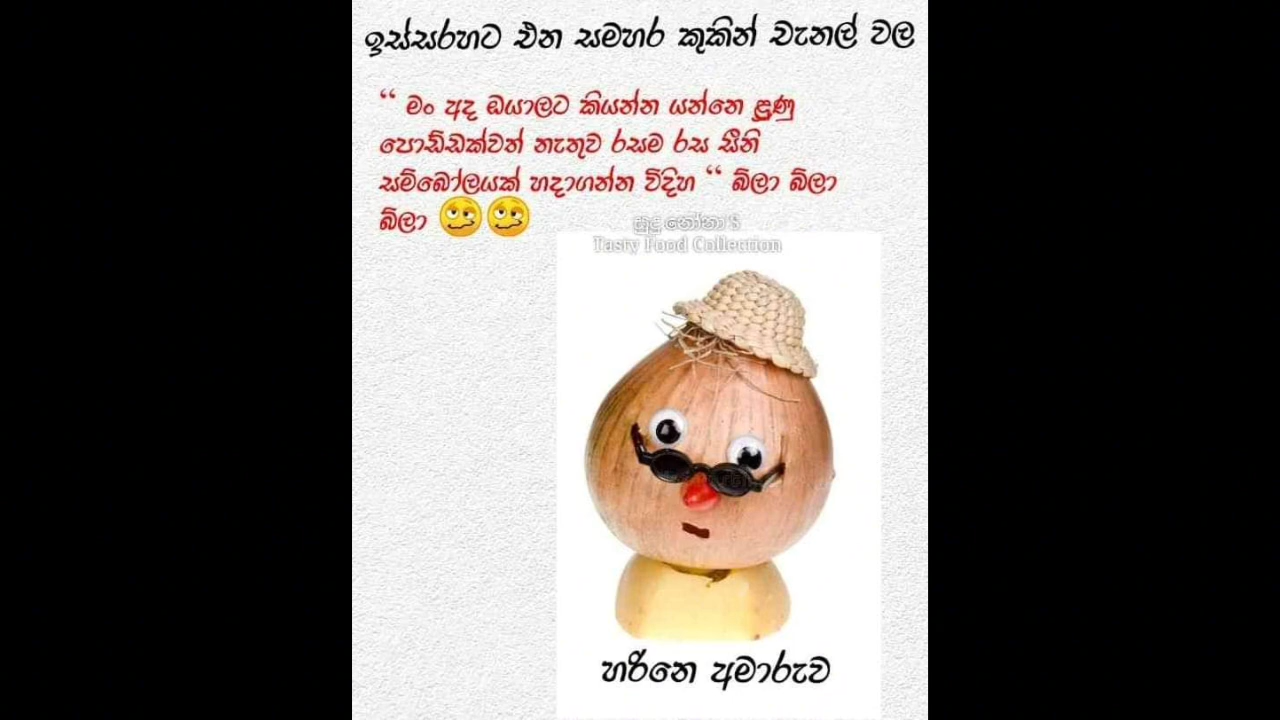 ඉස්සරහට එන සමහර කුකින් චැනල් වල
“ මං අද ඔයාලට කියන්න යන්නෙ ළූණු
පොඩ්ඩක්වත් නැතුව රසම රස සීනි
සම්බෝලයක් හදාගන්න විදිහ “ බ්ලා බ්ලා
බ්ලා
සුදු නෝනා'S
Tasty Food Collection
හරිනෙ අමාරුව